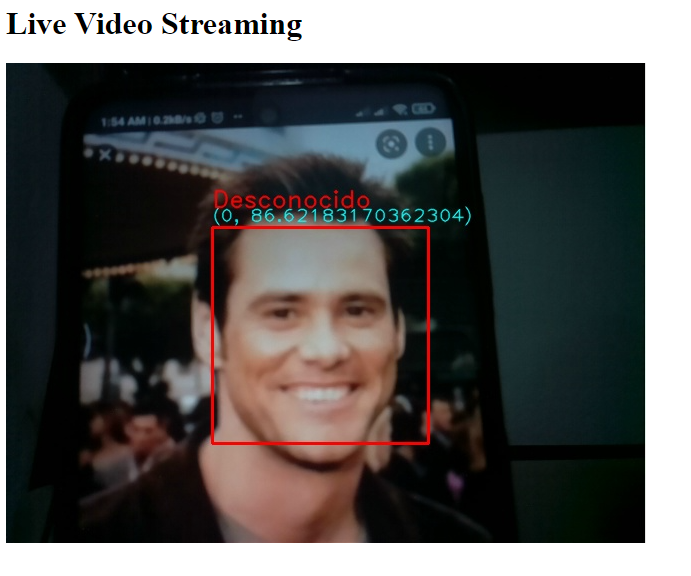 Live Video Streaming
1:54 AM | 0.2kB/s
Desconocido
(0, 86.62183170362304)